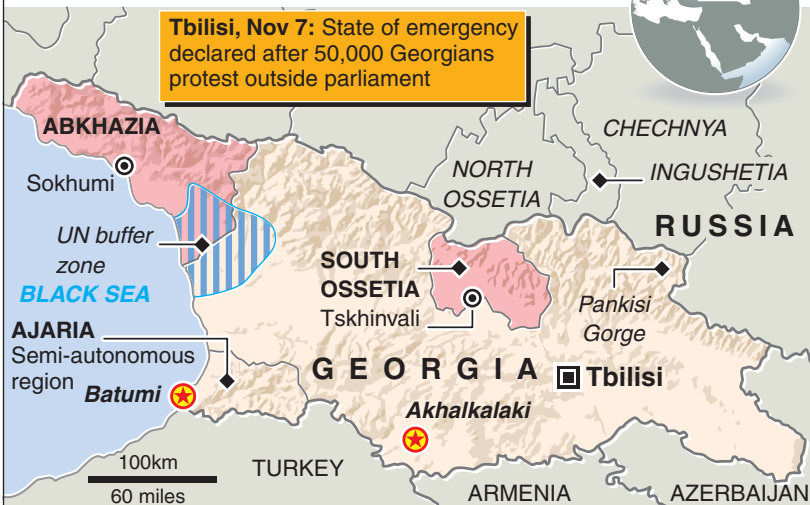 Tbilisi, Nov 7: State of emergency
declared after 50,000 Georgians
protest outside parliament
ABKHAZIA
Sokhumi
CHECHNYA
NORTH
OSSETIA
INGUSHETIA
RUSSIA
UN buffer
zone
BLACK SEA
SOUTH
OSSETIA
Tskhinvali
Pankisi
Gorge
AJARIA
Semi-autonomous
region
Batumi
GEORGIA
Tbilisi
Akhalkalaki
100km
60 miles
TURKEY
ARMENIA
AZERBAIJAN